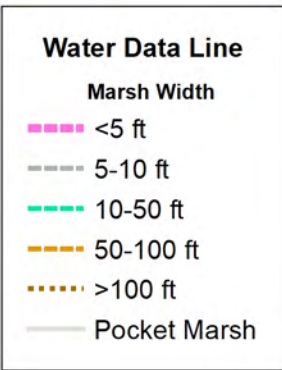 Water Data Line
Marsh Width
<5 ft
5-10 ft
10-50 ft
50-100 ft
>100 ft
Pocket Marsh